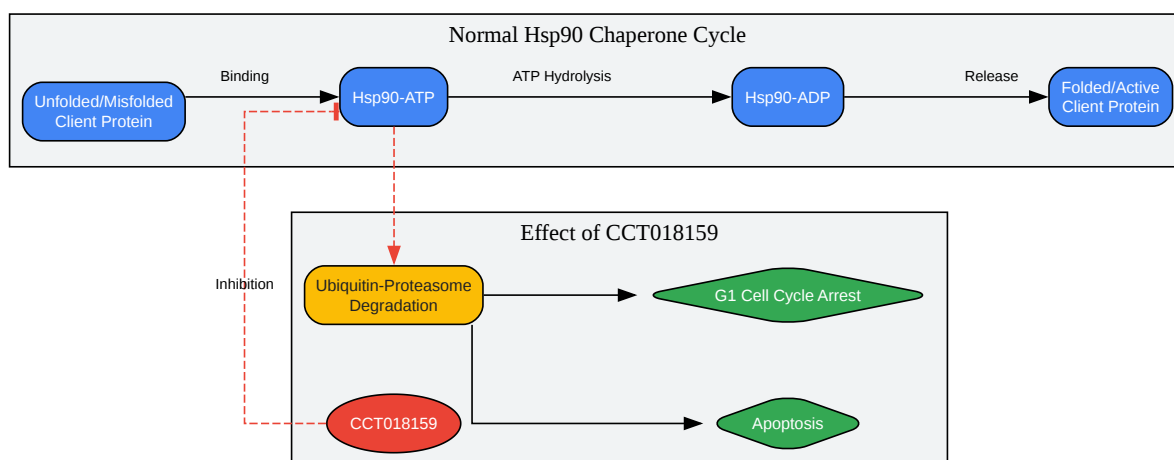 Normal Hsp90 Chaperone Cycle
Binding
ATP Hydrolysis
Release
Unfolded/Misfolded
Client Protein
Hsp90-ATP
Hsp90-ADP
Folded/Active
Client Protein
Effect of CCT018159
Inhibition
Ubiquitin-Proteasome
Degradation
G1 Cell Cycle Arrest
CCT018159
Apoptosis